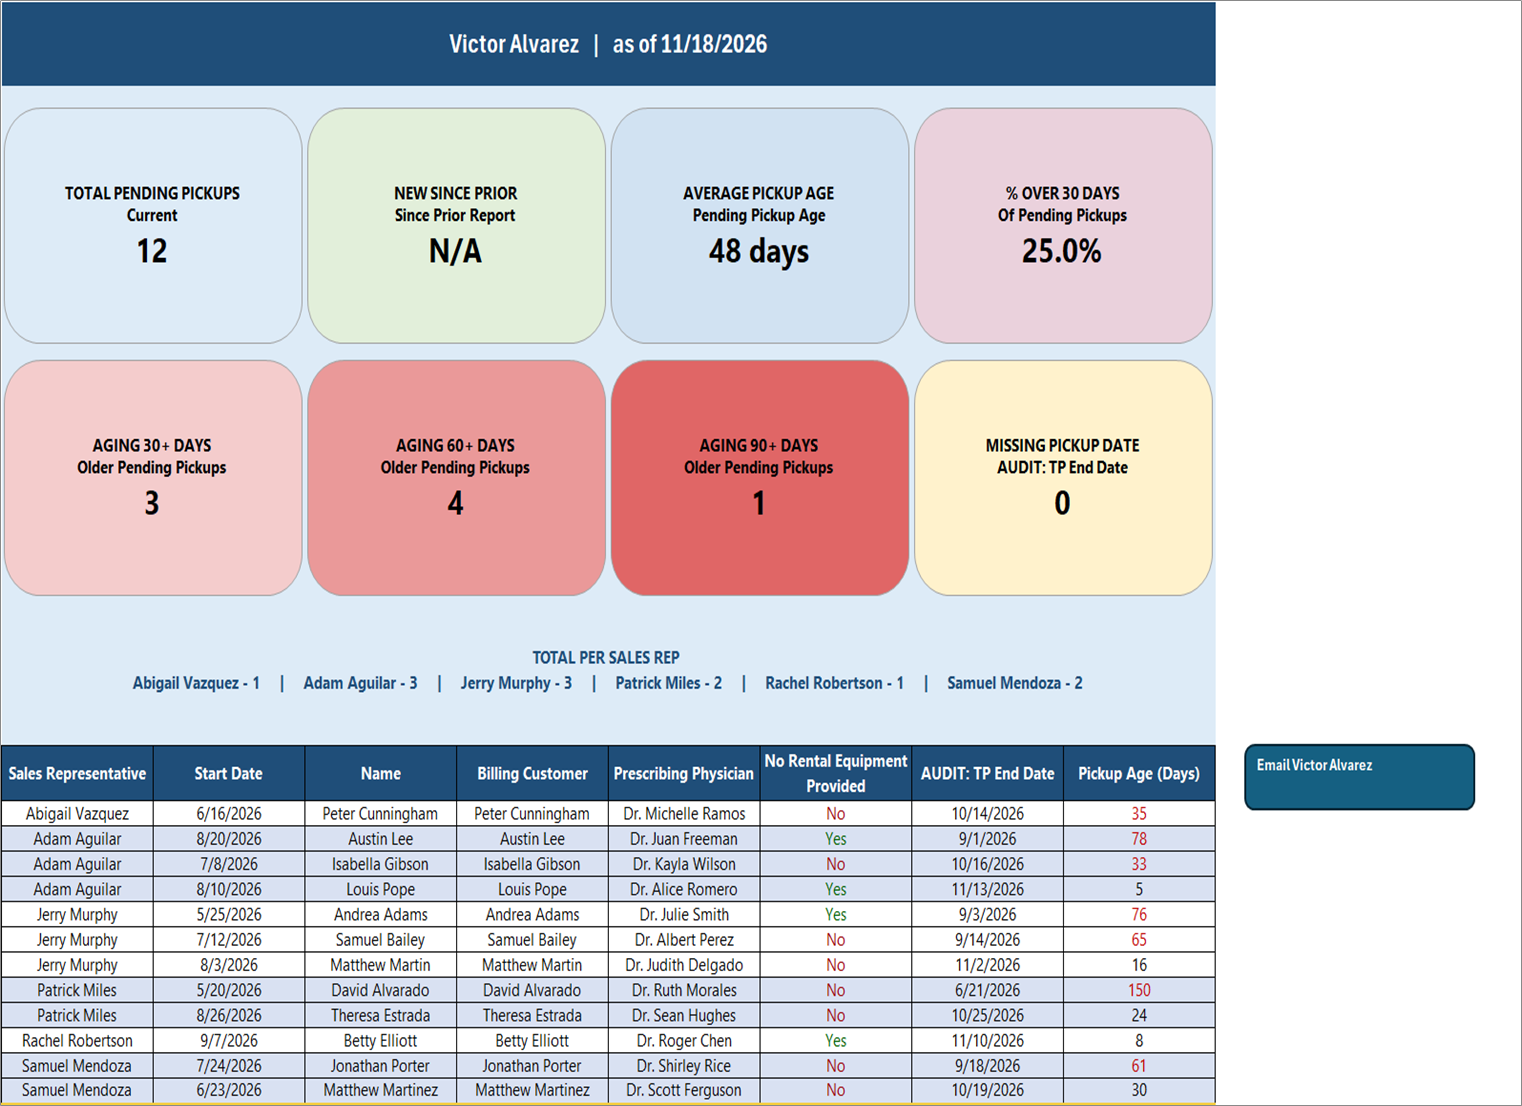 Victor Alvarez | as of 11/18/2026
TOTAL PENDING PICKUPS
Current
12
NEW SINCE PRIOR
Since Prior Report
N/A
AVERAGE PICKUP AGE
Pending Pickup Age
48 days
% OVER 30 DAYS
Of Pending Pickups
25.0%
AGING 30+ DAYS
Older Pending Pickups
3
AGING 60+ DAYS
Older Pending Pickups
4
AGING 90+ DAYS
Older Pending Pickups
1
MISSING PICKUP DATE
AUDIT: TP End Date
0
TOTAL PER SALES REP
Abigail Vazquez - 1 | Adam Aguilar - 3 | Jerry Murphy - 3 | Patrick Miles - 2 | Rachel Robertson - 1 | Samuel Mendoza - 2
Sales Representative Start Date Name Billing Customer Prescribing Physician No Rental Equipment Provided AUDIT: TP End Date Pickup Age (Days)
Abigail Vazquez 6/16/2026 Peter Cunningham Peter Cunningham Dr. Michelle Ramos No 10/14/2026 35
Adam Aguilar 8/20/2026 Austin Lee Austin Lee Dr. Juan Freeman Yes 9/1/2026 78
Adam Aguilar 7/8/2026 Isabella Gibson Isabella Gibson Dr. Kayla Wilson No 10/16/2026 33
Adam Aguilar 8/10/2026 Louis Pope Louis Pope Dr. Alice Romero Yes 11/13/2026 5
Jerry Murphy 5/25/2026 Andrea Adams Andrea Adams Dr. Julie Smith Yes 9/3/2026 76
Jerry Murphy 7/12/2026 Samuel Bailey Samuel Bailey Dr. Albert Perez No 9/14/2026 65
Jerry Murphy 8/3/2026 Matthew Martin Matthew Martin Dr. Judith Delgado No 11/2/2026 16
Patrick Miles 5/20/2026 David Alvarado David Alvarado Dr. Ruth Morales No 6/21/2026 150
Patrick Miles 8/26/2026 Theresa Estrada Theresa Estrada Dr. Sean Hughes No 10/25/2026 24
Rachel Robertson 9/7/2026 Betty Elliott Betty Elliott Dr. Roger Chen Yes 11/10/2026 8
Samuel Mendoza 7/24/2026 Jonathan Porter Jonathan Porter Dr. Shirley Rice No 9/18/2026 61
Samuel Mendoza 6/23/2026 Matthew Martinez Matthew Martinez Dr. Scott Ferguson No 10/19/2026 30
Email Victor Alvarez